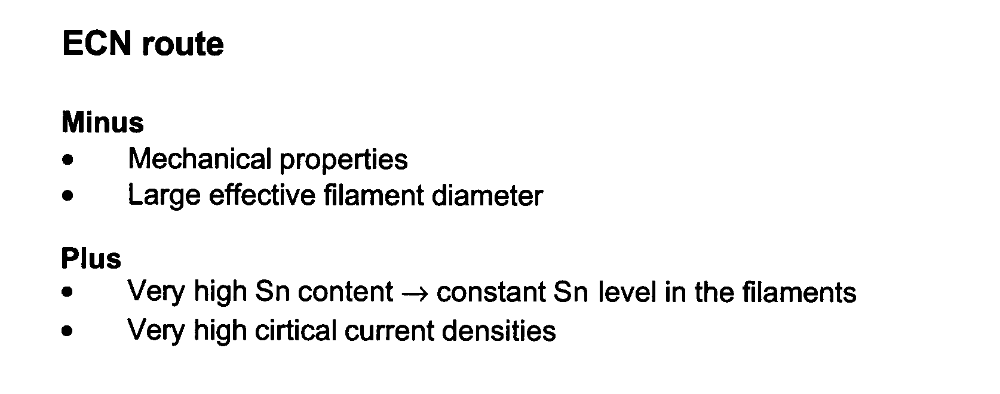 ECN route
Minus
• Mechanical properties
• Large effective filament diameter
Plus
• Very high Sn content → constant Sn level in the filaments
• Very high cirtical current densities